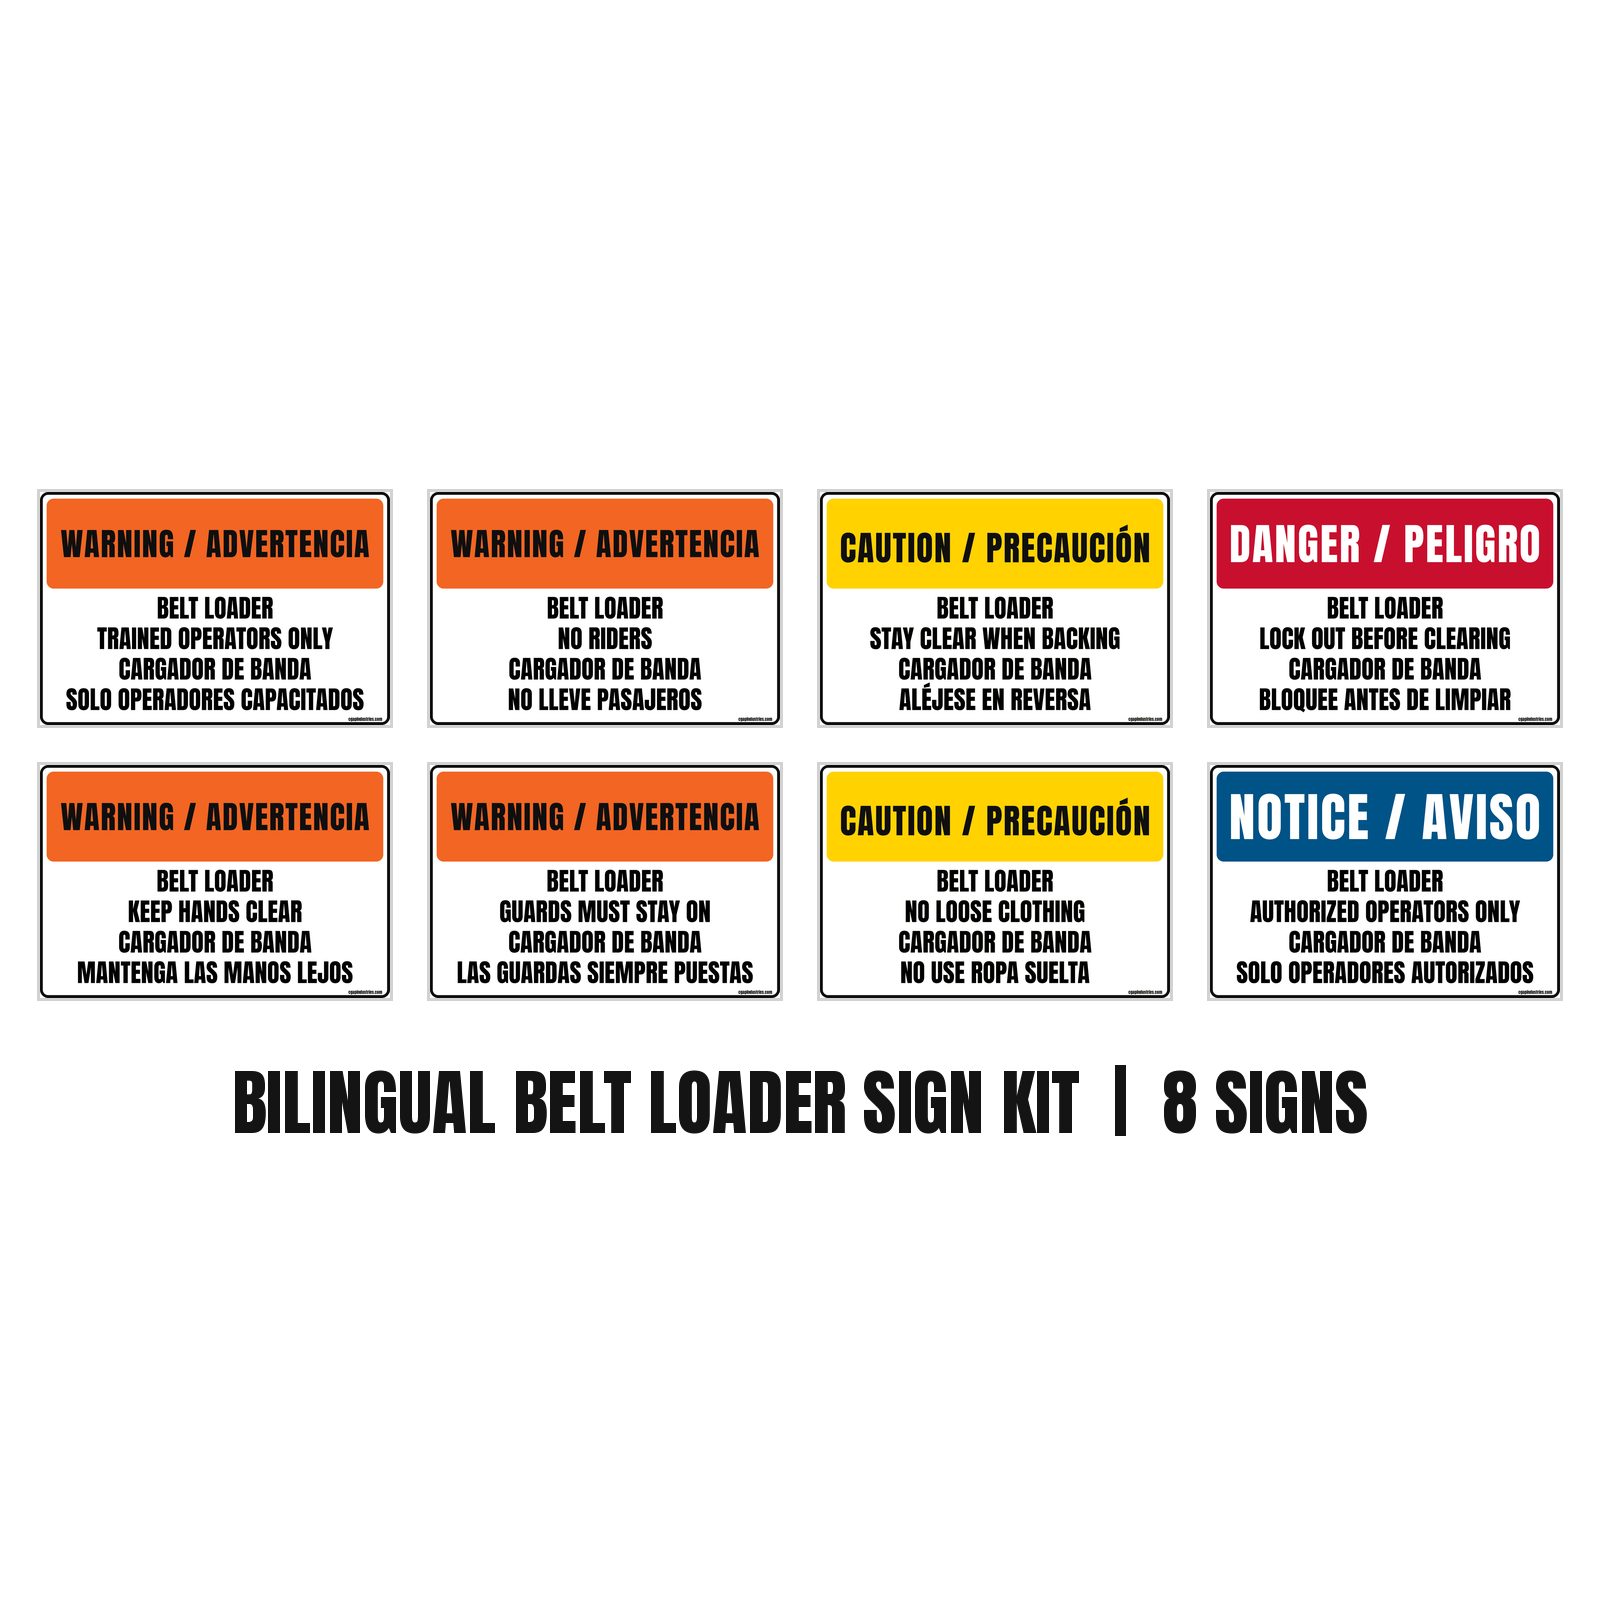 WARNING / ADVERTENCIA
BELT LOADER
TRAINED OPERATORS ONLY
CARGADOR DE BANDA
SOLO OPERADORES CAPACITADOS
WARNING / ADVERTENCIA
BELT LOADER
NO RIDERS
CARGADOR DE BANDA
NO LLEVE PASAJEROS
CAUTION / PRECAUCIÓN
BELT LOADER
STAY CLEAR WHEN BACKING
CARGADOR DE BANDA
ALÉJESE EN REVERSA
DANGER / PELIGRO
BELT LOADER
LOCK OUT BEFORE CLEARING
CARGADOR DE BANDA
BLOQUEE ANTES DE LIMPIAR
WARNING / ADVERTENCIA
BELT LOADER
KEEP HANDS CLEAR
CARGADOR DE BANDA
MANTENGA LAS MANOS LEJOS
WARNING / ADVERTENCIA
BELT LOADER
GUARDS MUST STAY ON
CARGADOR DE BANDA
LAS GUARDAS SIEMPRE PUESTAS
CAUTION / PRECAUCIÓN
BELT LOADER
NO LOOSE CLOTHING
CARGADOR DE BANDA
NO USE ROPA SUELTA
NOTICE / AVISO
BELT LOADER
AUTHORIZED OPERATORS ONLY
CARGADOR DE BANDA
SOLO OPERADORES AUTORIZADOS
BILINGUAL BELT LOADER SIGN KIT | 8 SIGNS